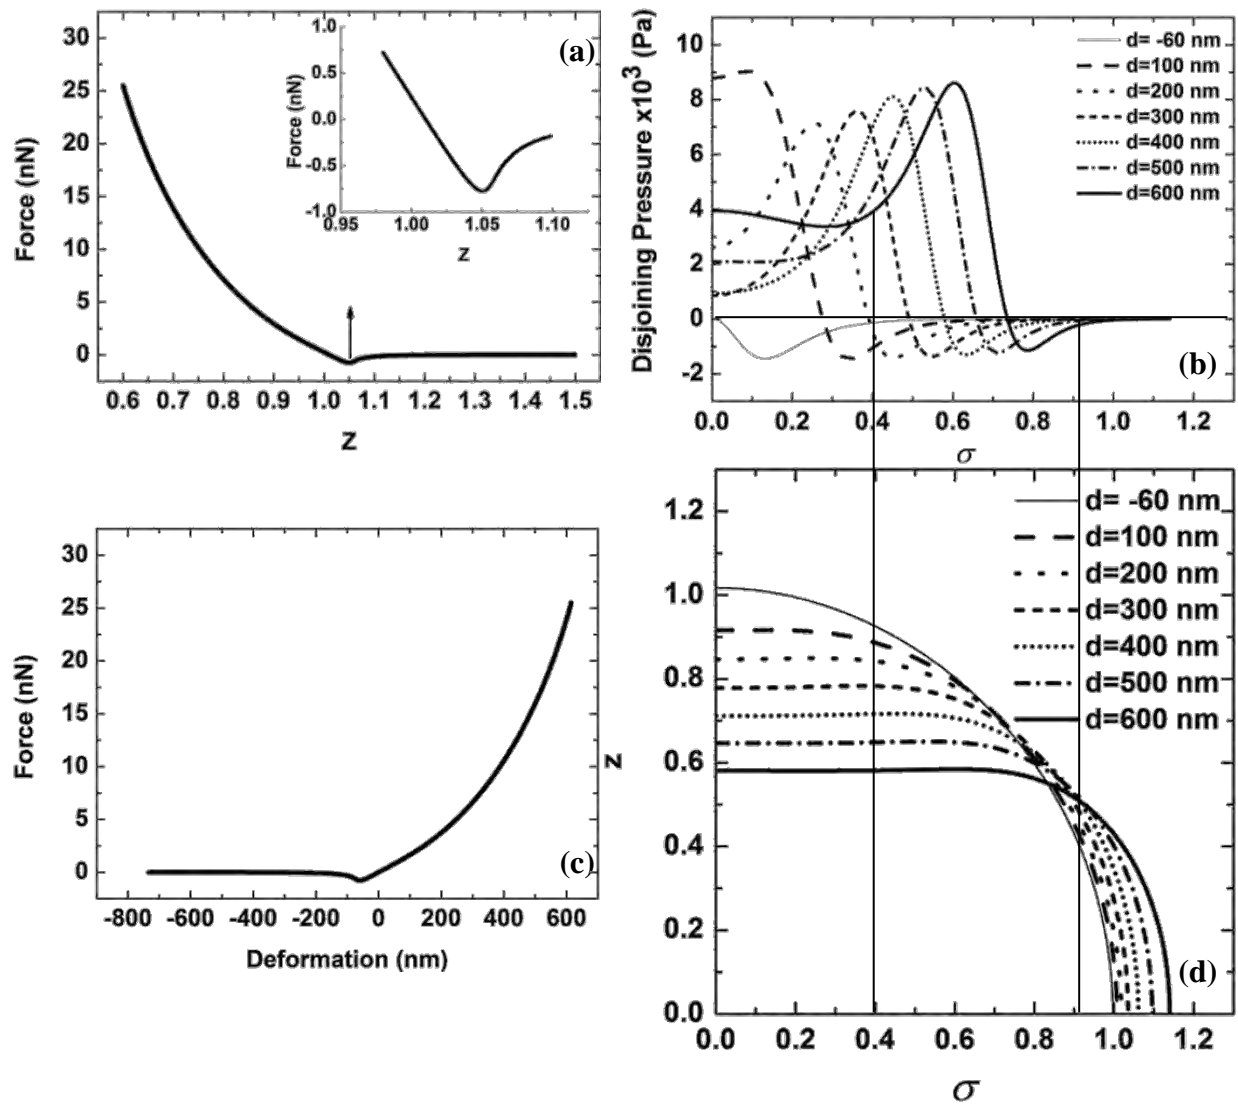 (a)
Force (nN)
30
25
20
15
10
5
0
0.6 0.7 0.8 0.9 1.0 1.1 1.2 1.3 1.4 1.5
Z
Force (nN)
1.0
0.5
0.0
-0.5
-1.0
0.95 1.00 1.05 1.10
Z
(b)
Disjoining Pressure x10³ (Pa)
10
8
6
4
2
0
-2
0.0 0.2 0.4 0.6 0.8 1.0 1.2
σ
d= -60 nm
d=100 nm
d=200 nm
d=300 nm
d=400 nm
d=500 nm
d=600 nm
(c)
Force (nN)
30
25
20
15
10
5
0
-800 -600 -400 -200 0 200 400 600
Deformation (nm)
(d)
Z
1.2
1.0
0.8
0.6
0.4
0.2
0.0
0.0 0.2 0.4 0.6 0.8 1.0 1.2
σ
d= -60 nm
d=100 nm
d=200 nm
d=300 nm
d=400 nm
d=500 nm
d=600 nm